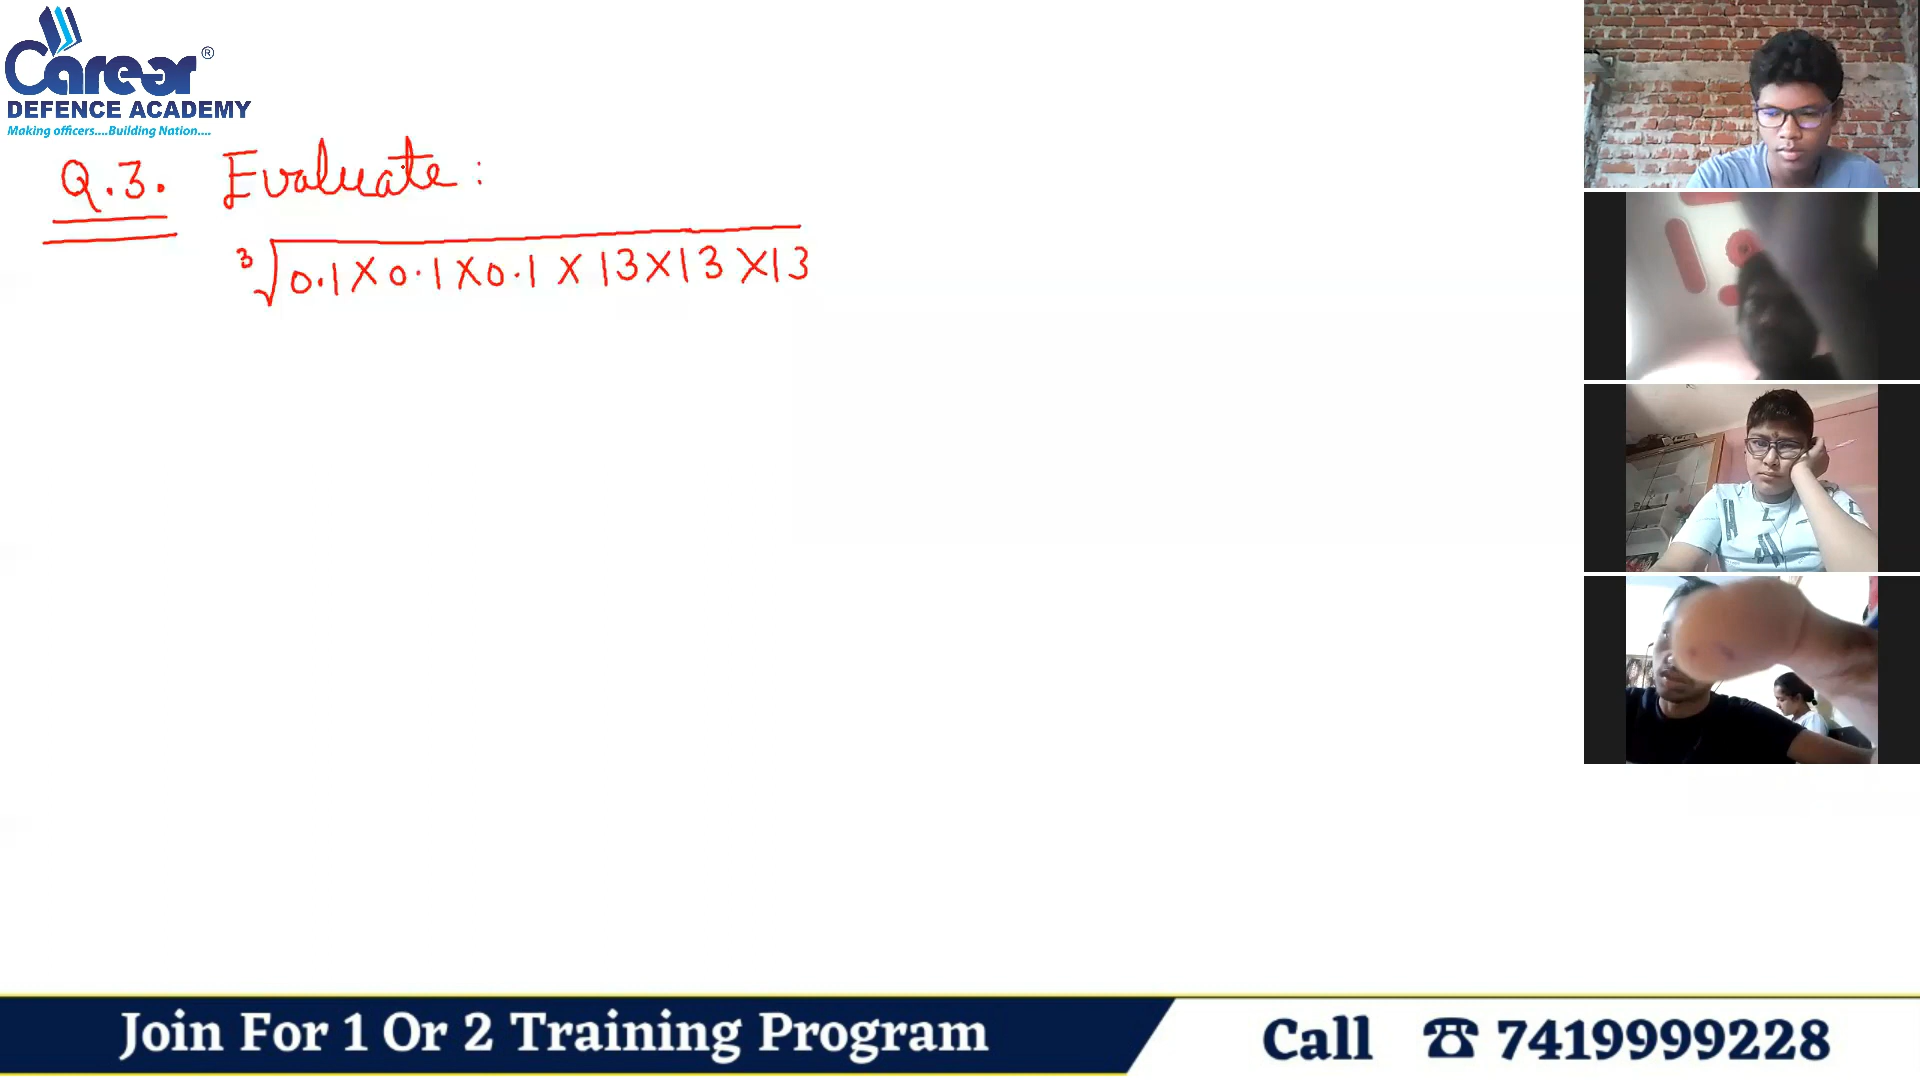 Carear®
DEFENCE ACADEMY
Making officers....Building Nation....
Q.3. Evaluate:
3√0.1×0.1×0.1×13×13×13
H L L
Join For 1 Or 2 Training Program
Call ☎ 7419999228